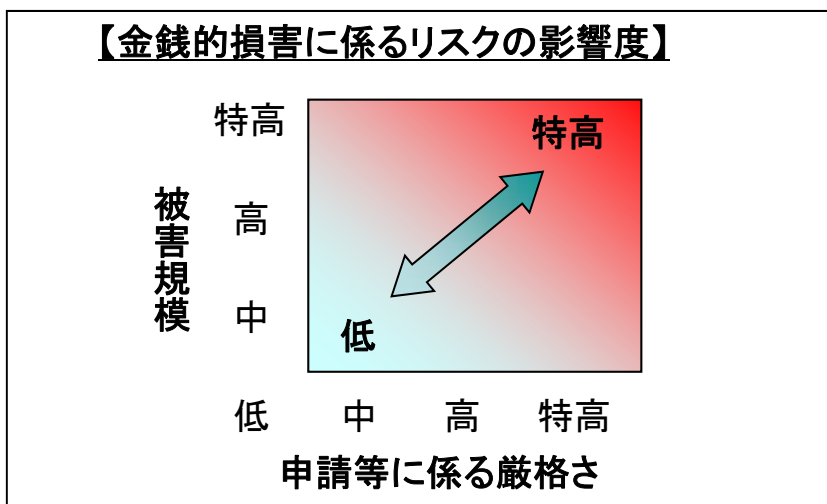 【金銭的損害に係るリスクの影響度】
特高
特高
被害規模
高
中
低
低 中 高 特高
申請等に係る厳格さ